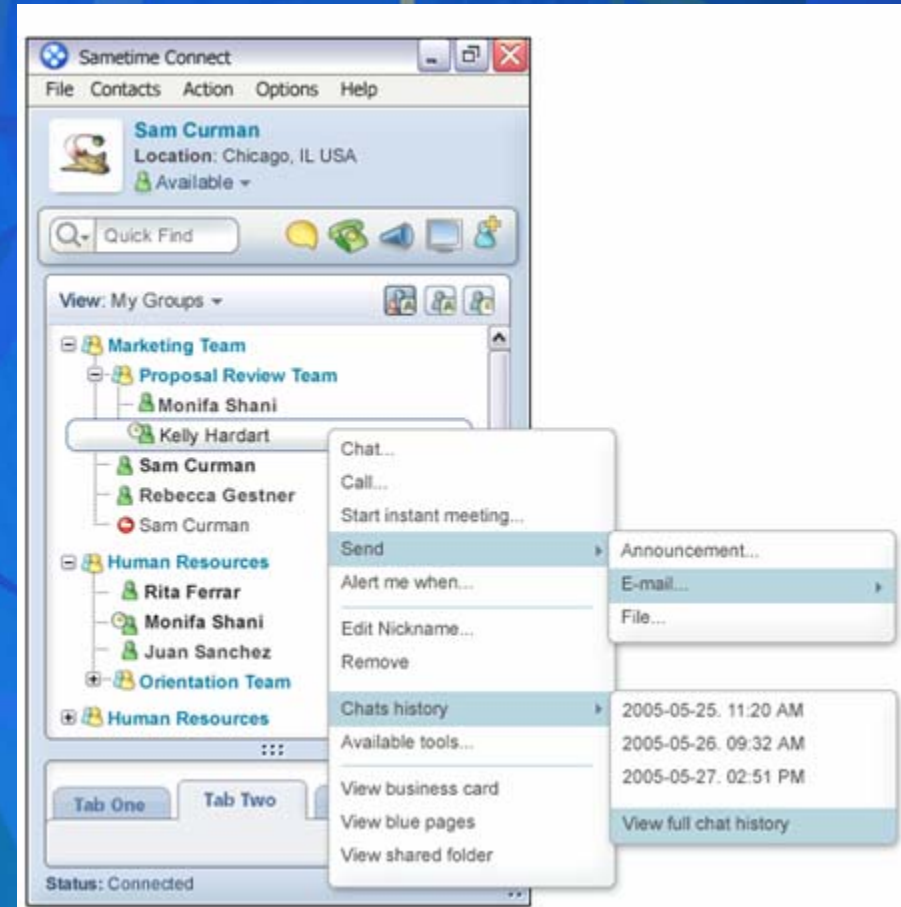 Sametime Connect
File Contacts Action Options Help
Sam Curman
Location: Chicago, IL USA
Available
Quick Find
View: My Groups
Marketing Team
Proposal Review Team
Monifa Shani
Kelly Hardart
Sam Curman
Rebecca Gestner
Sam Curman
Human Resources
Rita Ferrar
Monifa Shani
Juan Sanchez
Orientation Team
Human Resources
Tab One Tab Two
Status: Connected
Chat...
Call...
Start instant meeting...
Send
Alert me when...
Edit Nickname...
Remove
Chats history
Available tools...
View business card
View blue pages
View shared folder
Announcement...
E-mail...
File...
2005-05-25. 11:20 AM
2005-05-26. 09:32 AM
2005-05-27. 02:51 PM
View full chat history